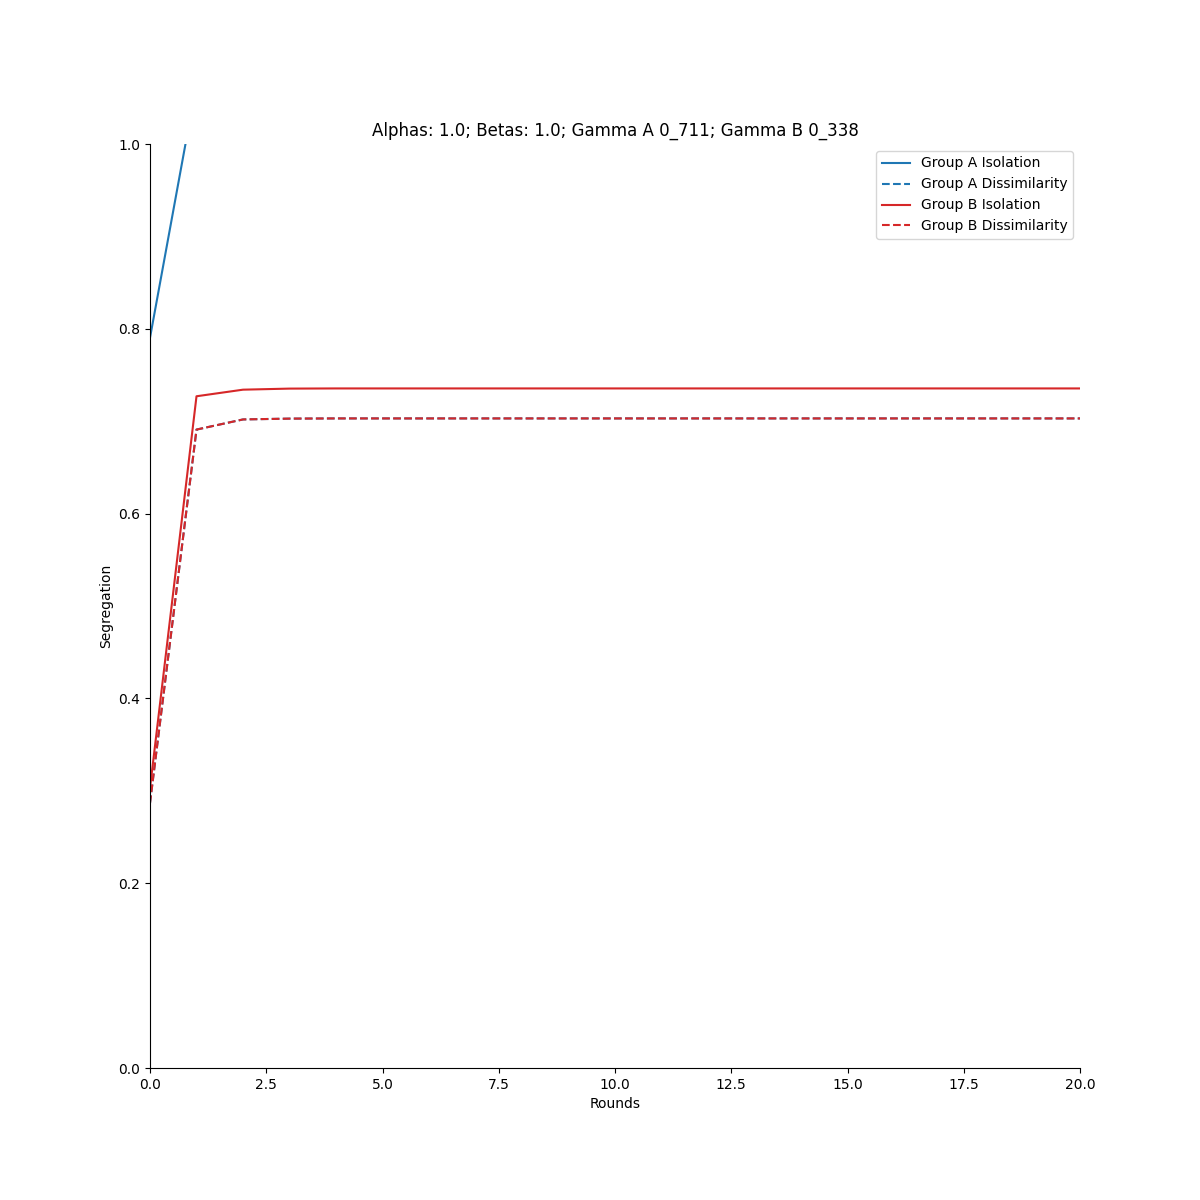 Alphas: 1.0; Betas: 1.0; Gamma A 0_711; Gamma B 0_338
1.0
0.8
0.6
0.4
0.2
0.0
Segregation
Group A Isolation
Group A Dissimilarity
Group B Isolation
Group B Dissimilarity
0.0 2.5 5.0 7.5 10.0 12.5 15.0 17.5 20.0
Rounds